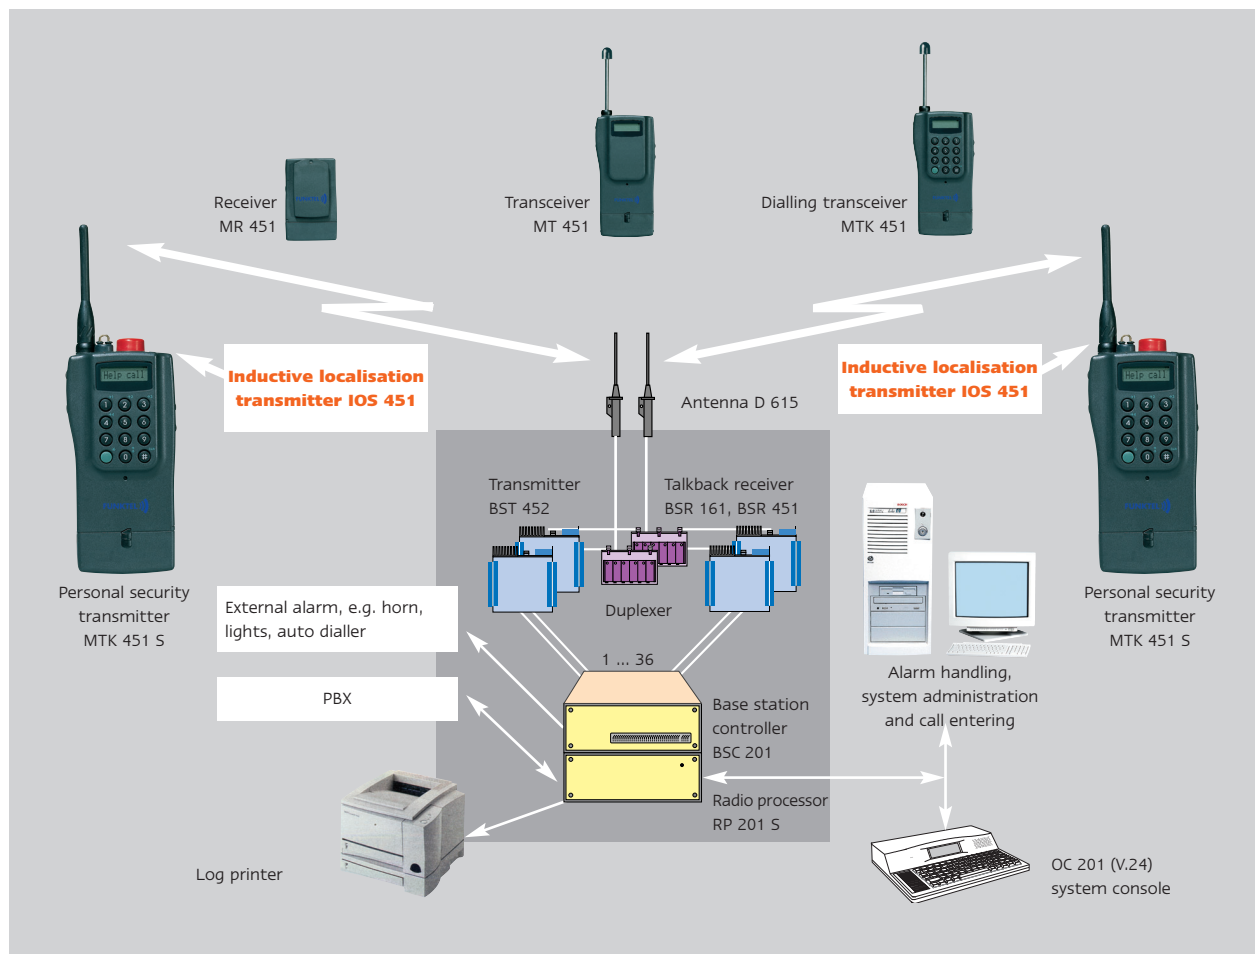 Receiver
MR 451
Transceiver
MT 451
Dialling transceiver
MTK 451
Inductive localisation
transmitter IOS 451
Inductive localisation
transmitter IOS 451
Help call
Help call
Antenna D 615
Transmitter
BST 452
Talkback receiver
BSR 161, BSR 451
Duplexer
Personal security
transmitter
MTK 451 S
Personal security
transmitter
MTK 451 S
External alarm, e.g. horn,
lights, auto dialler
1 ... 36
PBX
Base station
controller
BSC 201
Alarm handling,
system administration
and call entering
Radio processor
RP 201 S
Log printer
OC 201 (V.24)
system console